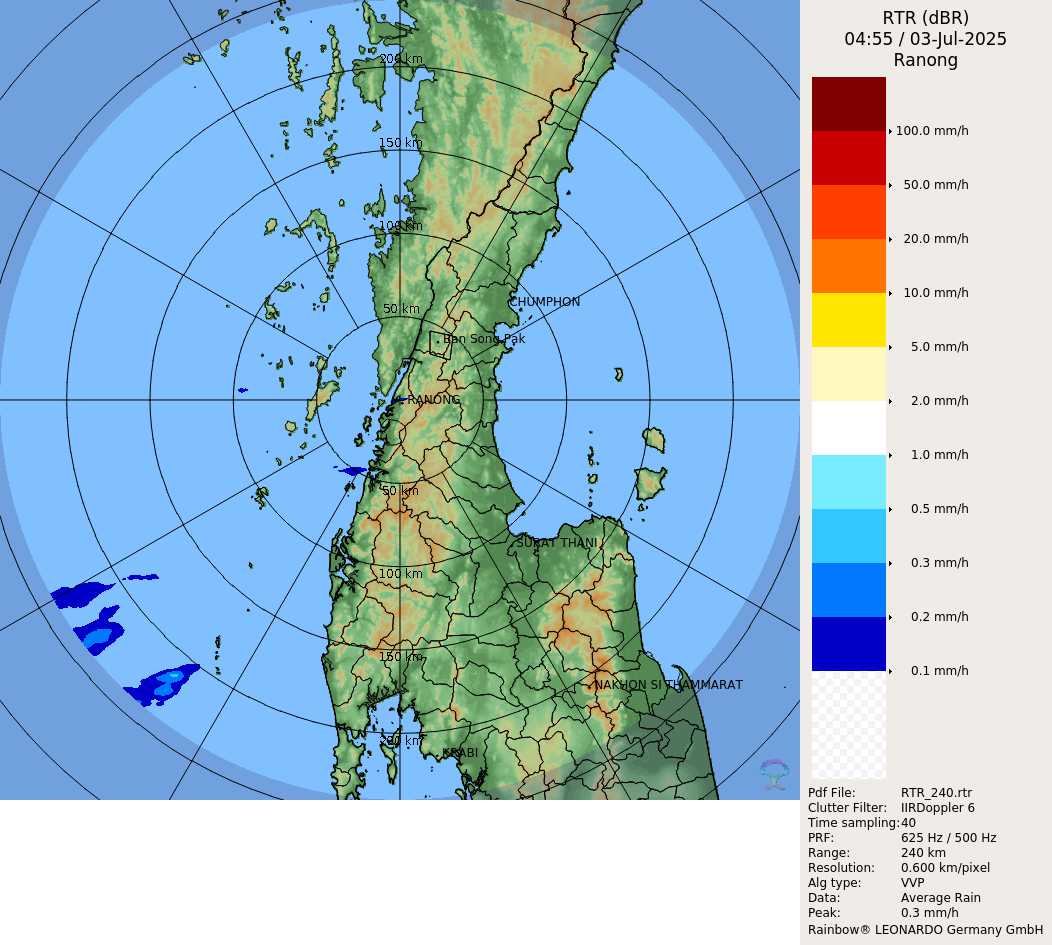 RTR (dBR)
04:55 / 03-Jul-2025
Ranong
100.0 mm/h
50.0 mm/h
20.0 mm/h
10.0 mm/h
5.0 mm/h
2.0 mm/h
1.0 mm/h
0.5 mm/h
0.3 mm/h
0.2 mm/h
0.1 mm/h
200 km
150 km
100 km
50 km
CHUMPHON
Ban Song Pak
RANONG
50 km
SURAT THANI
100 km
150 km
NAKHON SI THAMMARAT
200 km
KRABI
Pdf File: RTR_240.rtr
Clutter Filter: IIRDoppler 6
Time sampling:40
PRF: 625 Hz / 500 Hz
Range: 240 km
Resolution: 0.600 km/pixel
Alg type: VVP
Data: Average Rain
Peak: 0.3 mm/h
Rainbow® LEONARDO Germany GmbH